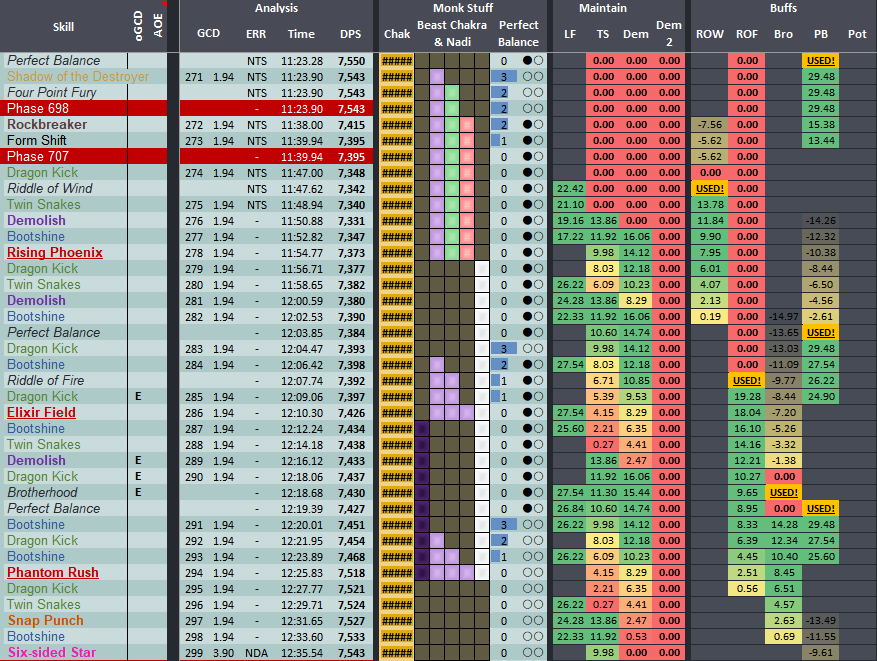 Analysis Monk Stuff Maintain Buffs
Skill oGCD AOE GCD ERR Time DPS Chak Beast Chakra & Nadi Perfect Balance LF TS Dem Dem 2 ROW ROF Bro PB Pot
Perfect Balance NTS 11:23.28 7,550 ##### 0 ●○ 0.00 0.00 0.00 0.00 USED!
Shadow of the Destroyer 271 1.94 NTS 11:23.90 7,543 ##### 3 ○○ 0.00 0.00 0.00 0.00 29.48
Four Point Fury NTS 11:23.90 7,543 ##### 2 ○○ 0.00 0.00 0.00 0.00 29.48
Phase 698 - 11:23.90 7,543 ##### 2 ○○ 0.00 0.00 0.00 0.00 29.48
Rockbreaker 272 1.94 NTS 11:38.00 7,415 ##### 2 ●○ 0.00 0.00 0.00 -7.56 0.00 15.38
Form Shift 273 1.94 NTS 11:39.94 7,395 ##### 1 ●○ 0.00 0.00 0.00 -5.62 0.00 13.44
Phase 707 - 11:39.94 7,395 ##### 0 ●○ 0.00 0.00 0.00 -5.62 0.00
Dragon Kick 274 1.94 NTS 11:47.00 7,348 ##### 0 ●○ 0.00 0.00 0.00 0.00 0.00
Riddle of Wind NTS 11:47.62 7,342 ##### 0 ●○ 22.42 0.00 0.00 0.00 USED! 0.00
Twin Snakes 275 1.94 NTS 11:48.94 7,340 ##### 0 ●○ 21.10 0.00 0.00 0.00 13.78 0.00
Demolish 276 1.94 - 11:50.88 7,331 ##### 0 ●○ 19.16 13.86 0.00 0.00 11.84 0.00 -14.26
Bootshine 277 1.94 - 11:52.82 7,347 ##### 0 ●○ 17.22 11.92 16.06 0.00 9.90 0.00 -12.32
Rising Phoenix 278 1.94 - 11:54.77 7,373 ##### 0 ●○ 9.98 14.12 0.00 7.95 0.00 -10.38
Dragon Kick 279 1.94 - 11:56.71 7,377 ##### 0 ●○ 8.03 12.18 0.00 6.01 0.00 -8.44
Twin Snakes 280 1.94 - 11:58.65 7,382 ##### 0 ●○ 26.22 6.09 10.23 0.00 4.07 0.00 -6.50
Demolish 281 1.94 - 12:00.59 7,380 ##### 0 ●○ 24.28 13.86 8.29 0.00 2.13 0.00 -4.56
Bootshine 282 1.94 - 12:02.53 7,390 ##### 0 ●○ 22.33 11.92 16.06 0.00 0.19 0.00 -14.97 -2.61
Perfect Balance - 12:03.85 7,384 ##### 0 ●○ 10.60 14.74 0.00 0.00 -13.65 USED!
Dragon Kick 283 1.94 - 12:04.47 7,393 ##### 3 ○○ 9.98 14.12 0.00 0.00 -13.03 29.48
Bootshine 284 1.94 - 12:06.42 7,398 ##### 2 ●○ 27.54 8.03 12.18 0.00 0.00 -11.09 27.54
Riddle of Fire - 12:07.74 7,392 ##### 1 ●○ 6.71 10.85 0.00 USED! -9.77 26.22
Dragon Kick E 285 1.94 - 12:09.06 7,397 ##### 1 ●○ 5.39 9.53 0.00 19.28 -8.44 24.90
Elixir Field 286 1.94 - 12:10.30 7,426 ##### 0 ●○ 27.54 4.15 8.29 0.00 18.04 -7.20
Bootshine 287 1.94 - 12:12.24 7,434 ##### 0 ●○ 25.60 2.21 6.35 0.00 16.10 -5.26
Twin Snakes 288 1.94 - 12:14.18 7,438 ##### 0 ●○ 0.27 4.41 0.00 14.16 -3.32
Demolish E 289 1.94 - 12:16.12 7,433 ##### 0 ●○ 13.86 2.47 0.00 12.21 -1.38
Dragon Kick E 290 1.94 - 12:18.06 7,437 ##### 0 ●○ 11.92 16.06 0.00 10.27 0.00
Brotherhood E - 12:18.68 7,430 ##### 0 ●○ 27.54 11.30 15.44 0.00 9.65 USED!
Perfect Balance - 12:19.39 7,427 ##### 0 ●○ 26.84 10.60 14.74 0.00 8.95 0.00 USED!
Bootshine 291 1.94 - 12:20.01 7,451 ##### 3 ○○ 26.22 9.98 14.12 0.00 8.33 14.28 29.48
Dragon Kick 292 1.94 - 12:21.95 7,454 ##### 2 ○○ 8.03 12.18 0.00 6.39 12.34 27.54
Bootshine 293 1.94 - 12:23.89 7,468 ##### 1 ○○ 26.22 6.09 10.23 0.00 4.45 10.40 25.60
Phantom Rush 294 1.94 - 12:25.83 7,518 ##### 0 ○○ 4.15 8.29 0.00 2.51 8.45
Dragon Kick 295 1.94 - 12:27.77 7,521 ##### 0 ○○ 2.21 6.35 0.00 0.56 6.51
Twin Snakes 296 1.94 - 12:29.71 7,524 ##### 0 ○○ 26.22 0.27 4.41 0.00 4.57
Snap Punch 297 1.94 - 12:31.65 7,527 ##### 0 ○○ 24.28 13.86 2.47 0.00 2.63 -13.49
Bootshine 298 1.94 - 12:33.60 7,533 ##### 0 ○○ 22.33 11.92 0.53 0.00 0.69 -11.55
Six-sided Star 299 3.90 NDA 12:35.54 7,543 ##### 0 ○○ 9.98 0.00 0.00 -9.61